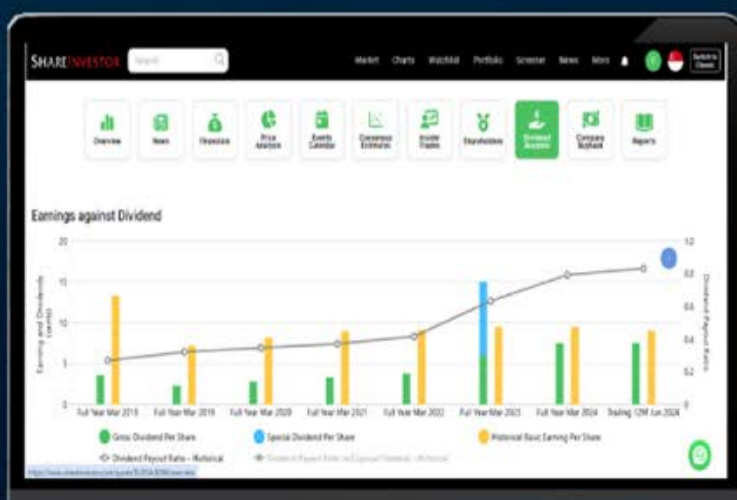 SHAREINVESTOR Search Market Charts Watchlist Portfolio Screener News More Switch to Classic
Overview
News
Financials
Price
Analysis
Events
Calendar
Consensus
Estimates
Insider
Trades
Shareholders
Dividend
Analysis
Company
Buyback
Reports
Earnings against Dividend
20
15
10
5
0
Earning and Dividends
(cents)
1.2
0.8
0.6
0.4
0.2
0
Dividend Payout Ratio
Full Year Mar 2018 Full Year Mar 2019 Full Year Mar 2020 Full Year Mar 2021 Full Year Mar 2022 Full Year Mar 2023 Full Year Mar 2024 Trailing 12M Jun 2024
Gross Dividend Per Share Special Dividend Per Share Historical Basic Earning Per Share
Dividend Payout Ratio - Historical